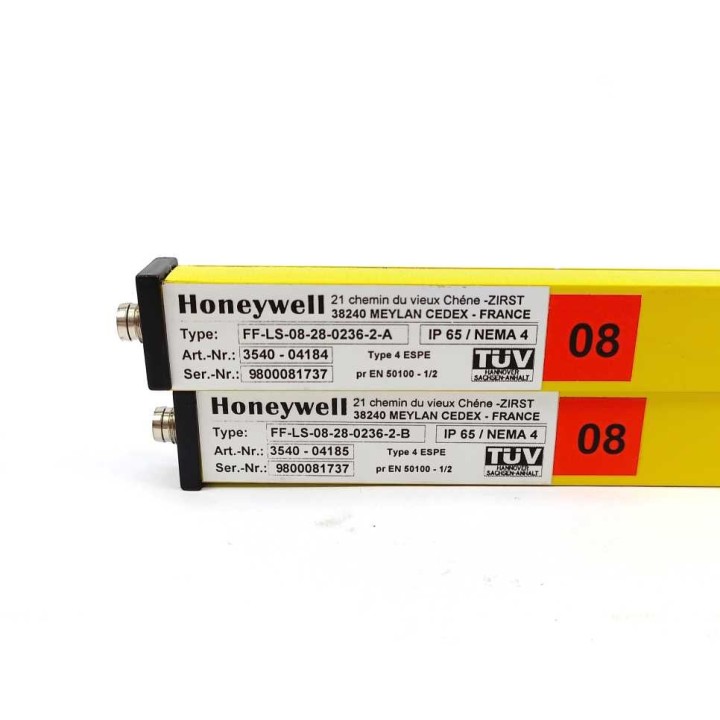 Honeywell 21 chemin du vieux Chéne -ZIRST
38240 MEYLAN CEDEX - FRANCE
Type: FF-LS-08-28-0236-2-A IP 65 / NEMA 4
Art.-Nr.: 3540 - 04184 Type 4 ESPE TÜV
HANNOVER
Ser.-Nr.: 9800081737 pr EN 50100 - 1/2 SACHSEN-ANHALT
08
Honeywell 21 chemin du vieux Chéne -ZIRST
38240 MEYLAN CEDEX - FRANCE
Type: FF-LS-08-28-0236-2-B IP 65 / NEMA 4
Art.-Nr.: 3540 - 04185 Type 4 ESPE TÜV
HANNOVER
Ser.-Nr.: 9800081737 pr EN 50100 - 1/2 SACHSEN-ANHALT
08